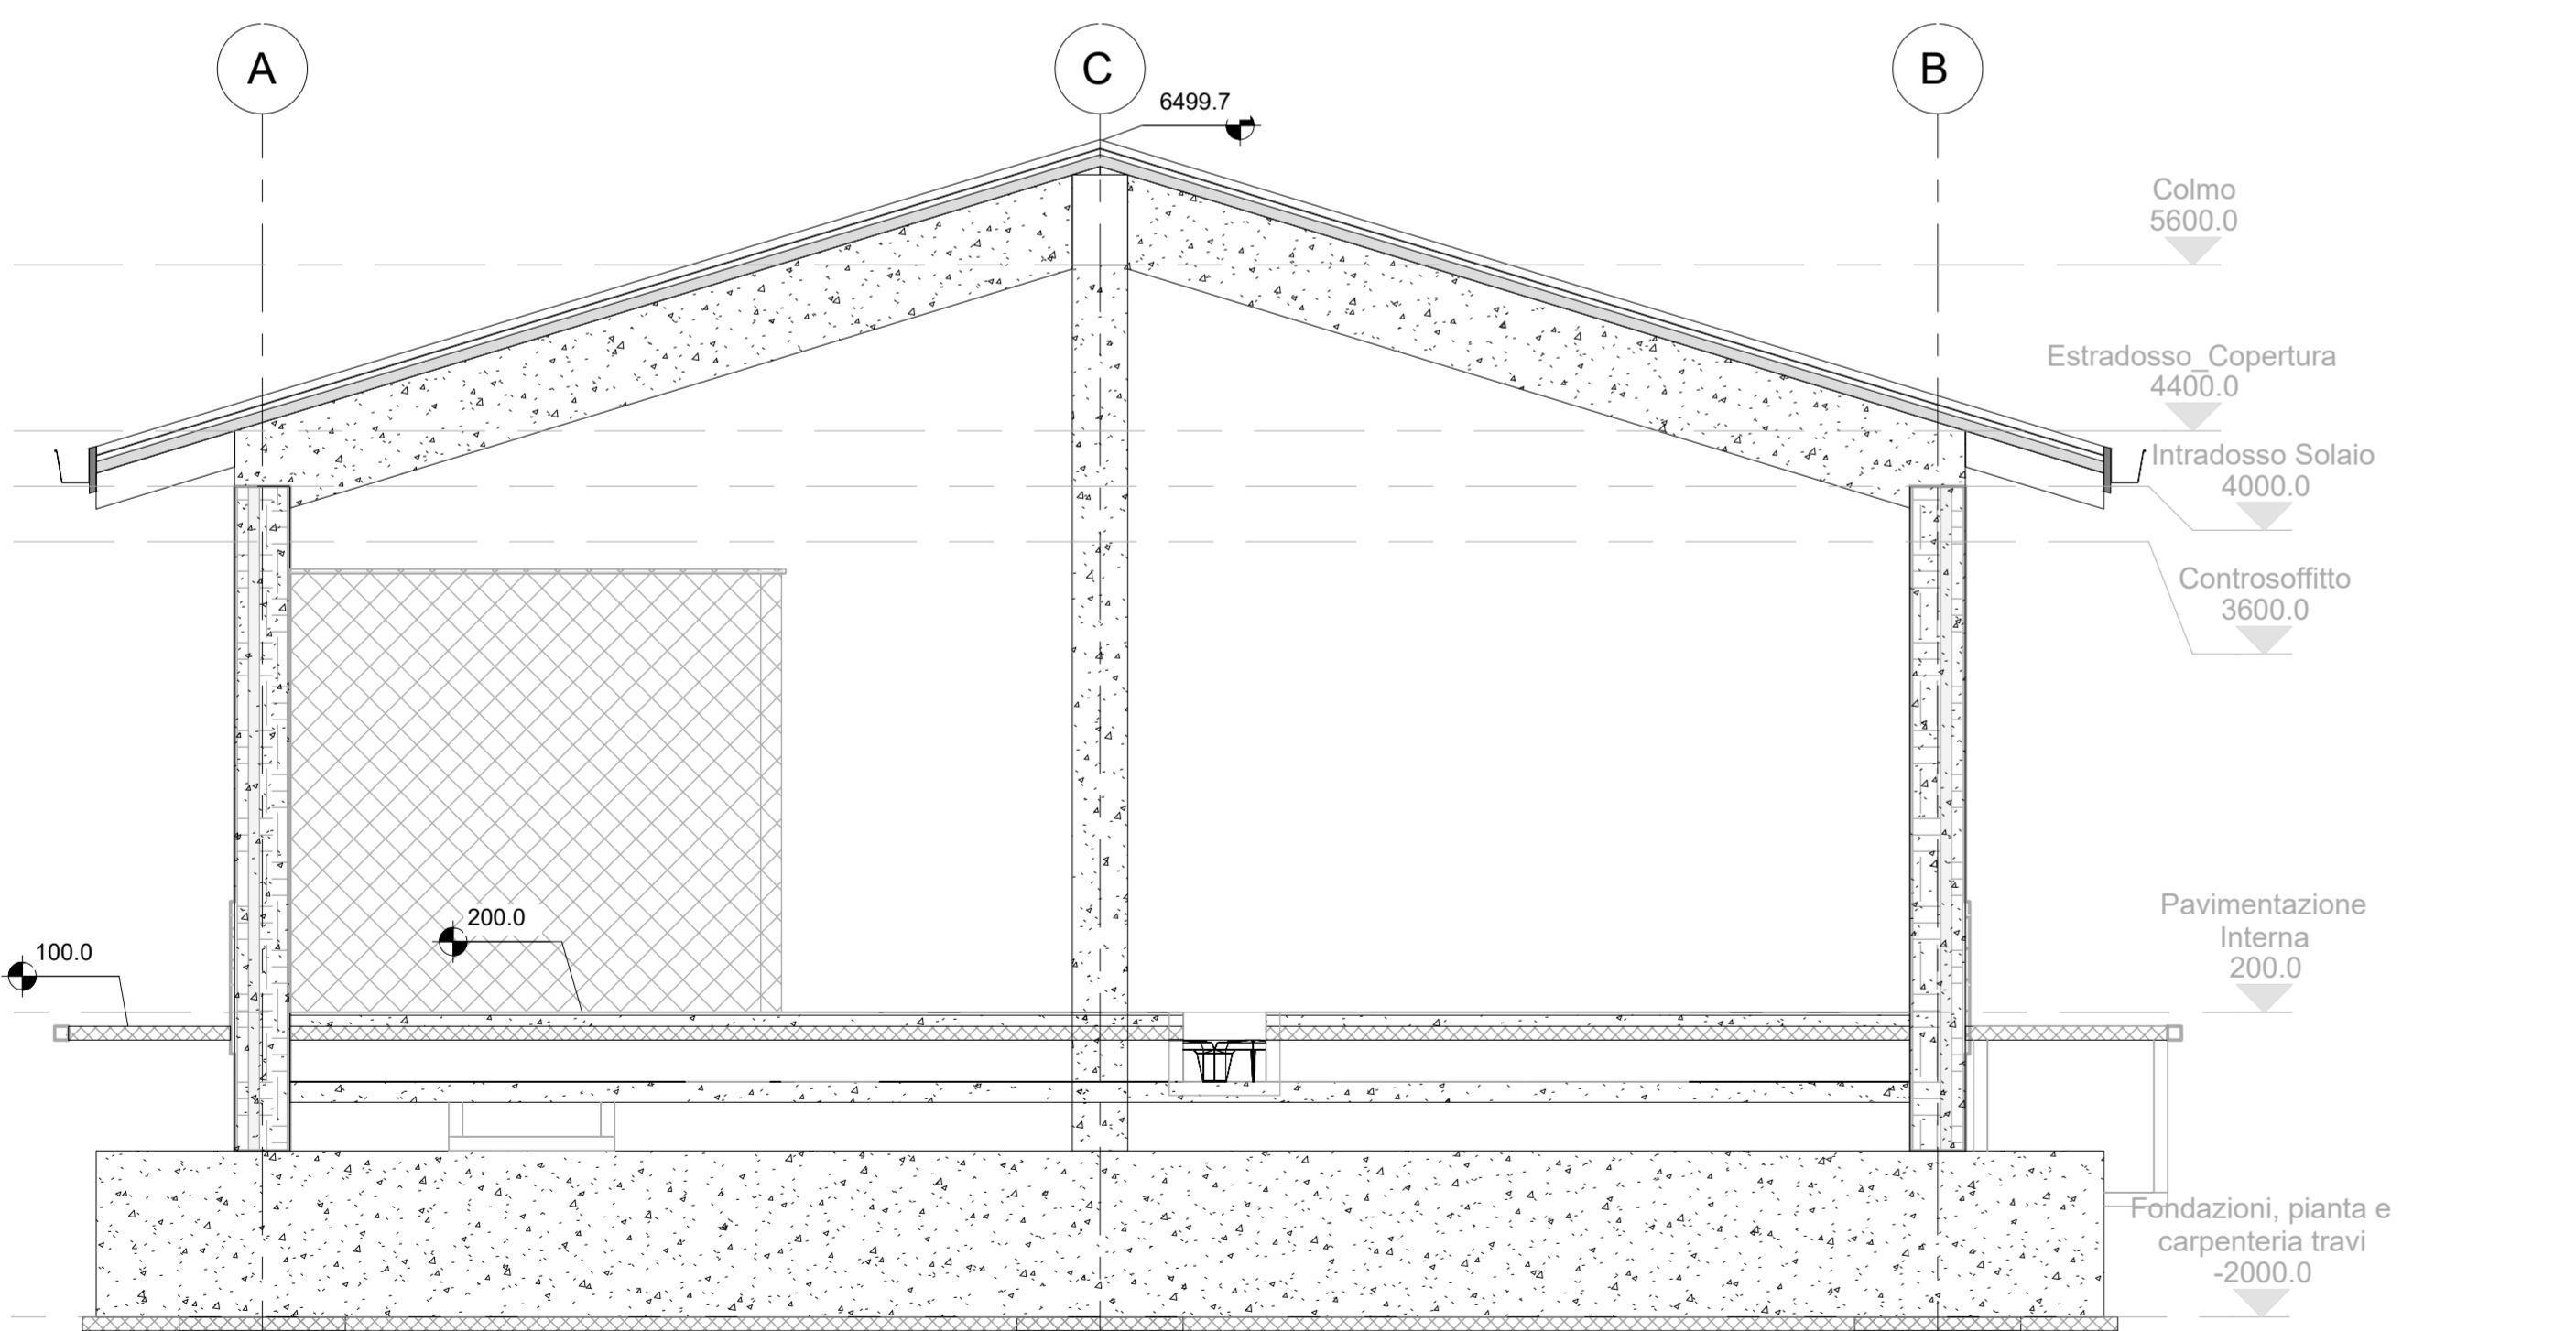 A
C
B
6499.7
Colmo
5600.0
Estradosso_Copertura
4400.0
Intradosso Solaio
4000.0
Controsoffitto
3600.0
200.0
100.0
Pavimentazione
Interna
200.0
Fondazioni, pianta e
carpenteria travi
-2000.0